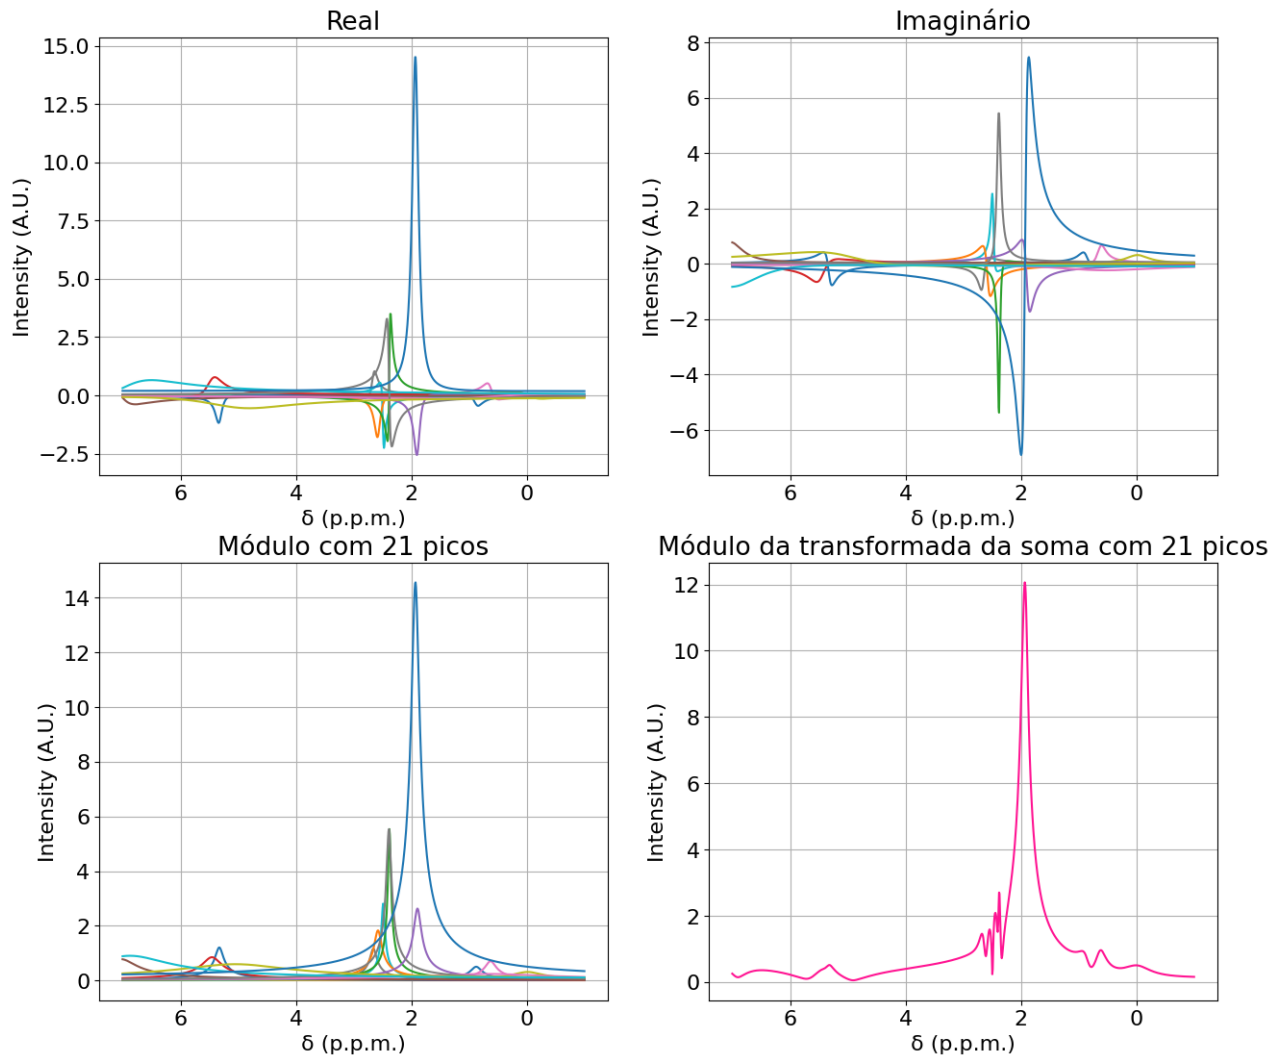 Real
Imaginário
15.0
12.5
10.0
7.5
5.0
2.5
0.0
−2.5
6 4 2 0
Intensity (A.U.)
δ (p.p.m.)
8
6
4
2
0
−2
−4
−6
6 4 2 0
Intensity (A.U.)
δ (p.p.m.)
Módulo com 21 picos
Módulo da transformada da soma com 21 picos
14
12
10
8
6
4
2
0
6 4 2 0
Intensity (A.U.)
δ (p.p.m.)
12
10
8
6
4
2
0
6 4 2 0
Intensity (A.U.)
δ (p.p.m.)